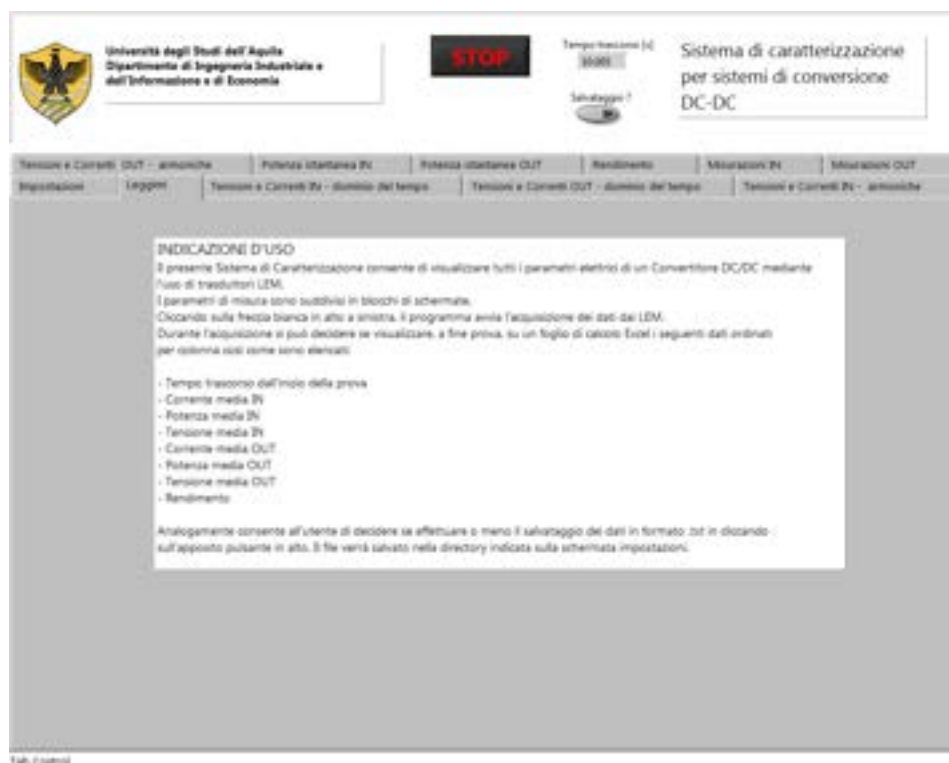 Università degli Studi dell'Aquila
Dipartimento di Ingegneria Industriale e
dell'Informazione e di Economia
STOP
Tempo trascorso [s]
Salvataggio ?
Sistema di caratterizzazione
per sistemi di conversione
DC-DC
Tensioni e Correnti OUT - armoniche
Potenza istantanea IN
Potenza istantanea OUT
Rendimento
Misurazioni IN
Misurazioni OUT
Impostazioni
Leggimi
Tensioni e Correnti IN - dominio del tempo
Tensioni e Correnti OUT - dominio del tempo
Tensioni e Correnti IN - armoniche
INDICAZIONI D'USO
Il presente Sistema di Caratterizzazione consente di visualizzare tutti i parametri elettrici di un Convertitore DC/DC mediante
l'uso di trasduttori LEM.
I parametri di misura sono suddivisi in blocchi di schermate.
Cliccando sulla freccia bianca in alto a sinistra, il programma avvia l'acquisizione dei dati dai LEM.
Durante l'acquisizione si può decidere se visualizzare, a fine prova, su un foglio di calcolo Excel i seguenti dati ordinati
per colonna così come sono elencati:
- Tempo trascorso dall'inizio della prova
- Corrente media IN
- Potenza media IN
- Tensione media IN
- Corrente media OUT
- Potenza media OUT
- Tensione media OUT
- Rendimento
Analogamente consente all'utente di decidere se effettuare o meno il salvataggio dei dati in formato .txt in cliccando
sull'apposito pulsante in alto. Il file verrà salvato nella directory indicata sulla schermata impostazioni.
Tab Control